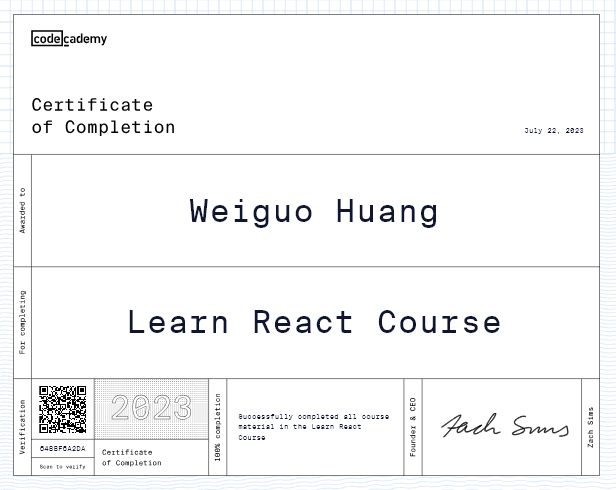 codecademy
Certificate
of Completion
July 22, 2023
Awarded to
Weiguo Huang
For completing
Learn React Course
Verification
64BBF6A2DA
Scan to verify
2023
Certificate
of Completion
100% completion
Successfully completed all course
material in the Learn React
Course
Founder & CEO
Zach Sims
Zach Sims